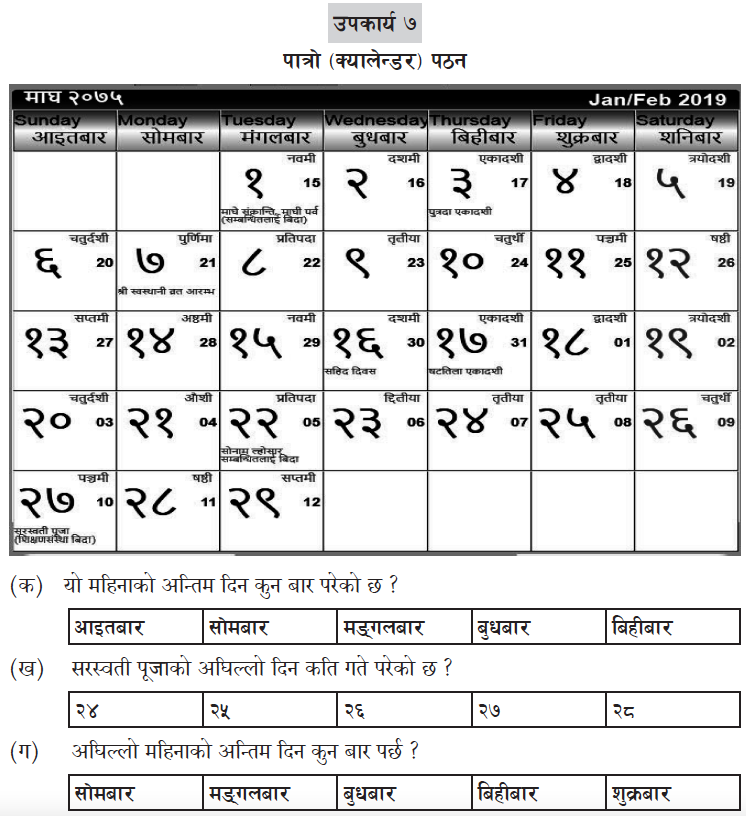 उपकार्य ७
पात्रो (क्यालेन्डर) पठन
माघ २०७५ Jan/Feb 2019
Sunday Monday Tuesday Wednesday Thursday Friday Saturday
आइतबार सोमबार मंगलबार बुधबार बिहीबार शुक्रबार शनिबार
नवमी दशमी एकादशी द्वादशी त्रयोदशी
१ 15 २ 16 ३ 17 ४ 18 ५ 19
माघे संक्रान्ति, माघी पर्व पुत्रदा एकादशी
(सम्बन्धितलाई बिदा)
चतुर्दशी पुर्णिमा प्रतिपदा तृतीया चतुर्थी पञ्चमी षष्ठी
६ 20 ७ 21 ८ 22 ९ 23 १० 24 ११ 25 १२ 26
श्री स्वस्थानी व्रत आरम्भ
सप्तमी अष्ठमी नवमी दशमी एकादशी द्वादशी त्रयोदशी
१३ 27 १४ 28 १५ 29 १६ 30 १७ 31 १८ 01 १९ 02
सहिद दिवस षटतिला एकादशी
चतुर्दशी औशी प्रतिपदा द्दितीया तृतीया तृतीया चतुर्थी
२० 03 २१ 04 २२ 05 २३ 06 २४ 07 २५ 08 २६ 09
सोनाम ल्होसार
सम्बन्धितलाई बिदा
पञ्चमी षष्ठी सप्तमी
२७ 10 २८ 11 २९ 12
सरस्वती पूजा
(शिक्षणसंस्था बिदा)
(क) यो महिनाको अन्तिम दिन कुन बार परेको छ ?
आइतबार सोमबार मङ्गलबार बुधबार बिहीबार
(ख) सरस्वती पूजाको अघिल्लो दिन कति गते परेको छ ?
२४ २५ २६ २७ २८
(ग) अघिल्लो महिनाको अन्तिम दिन कुन बार पर्छ ?
सोमबार मङ्गलबार बुधबार बिहीबार शुक्रबार